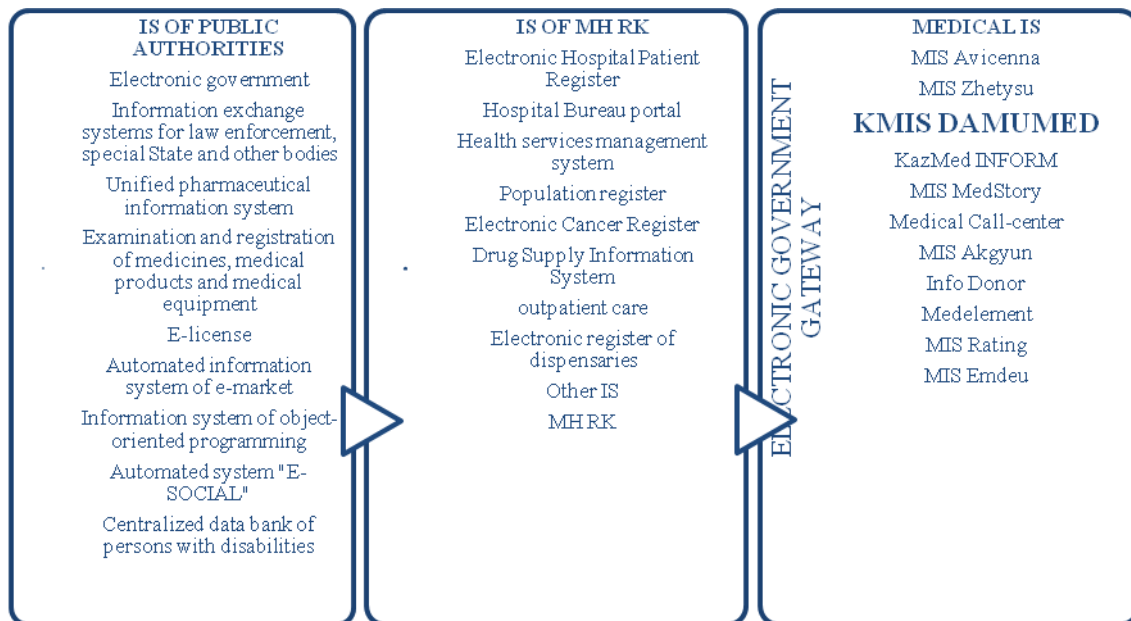 IS OF PUBLIC
AUTHORITIES
Electronic government
Information exchange
systems for law enforcement,
special State and other bodies
Unified pharmaceutical
information system
Examination and registration
of medicines, medical
products and medical
equipment
E-license
Automated information
system of e-market
Information system of object-
oriented programming
Automated system "E-
SOCIAL"
Centralized data bank of
persons with disabilities
IS OF MH RK
Electronic Hospital Patient
Register
Hospital Bureau portal
Health services management
system
Population register
Electronic Cancer Register
Drug Supply Information
System
outpatient care
Electronic register of
dispensaries
Other IS
MH RK
ELECTRONIC GOVERNMENT
GATEWAY
MEDICAL IS
MIS Avicenna
MIS Zhetysu
KMIS DAMUMED
KazMed INFORM
MIS MedStory
Medical Call-center
MIS Akgyun
Info Donor
Medelement
MIS Rating
MIS Emdeu